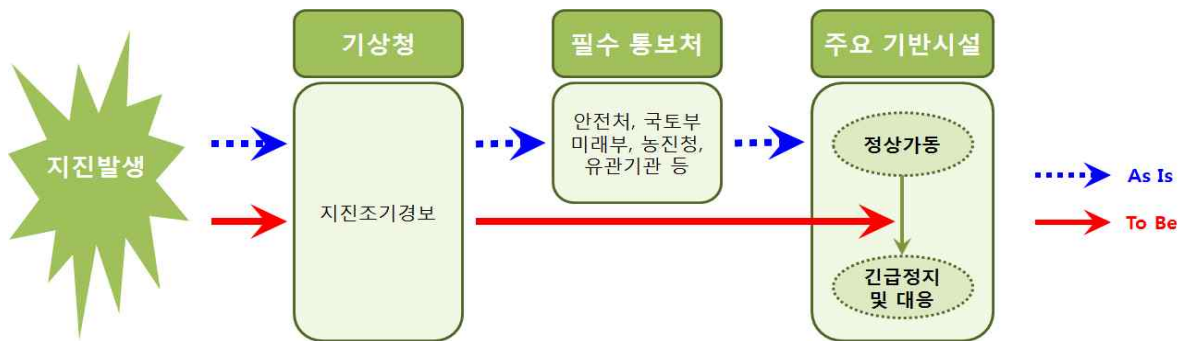 기상청
필수 통보처
주요 기반시설
지진발생
안전처, 국토부
미래부, 농진청,
유관기관 등
정상가동
As Is
지진조기경보
To Be
긴급정지
및 대응